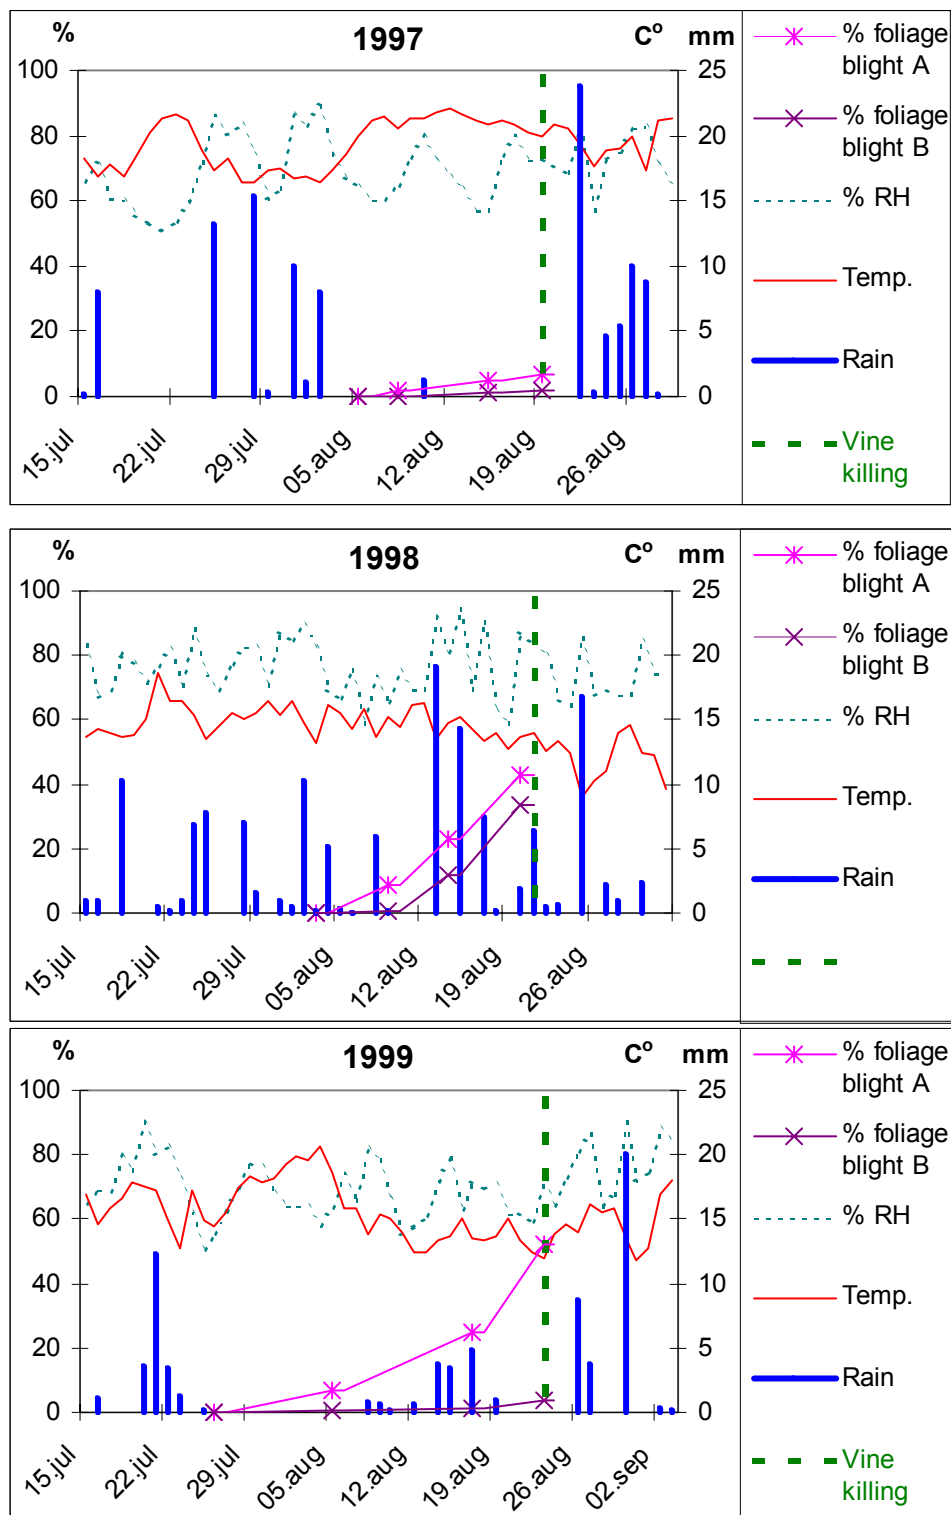 %
1997
Cº mm
100
80
60
40
20
0
25
20
15
10
5
0
15.jul
22.jul
29.jul
05.aug
12.aug
19.aug
26.aug
% foliage
blight A
% foliage
blight B
% RH
Temp.
Rain
Vine
killing
%
1998
Cº mm
100
80
60
40
20
0
25
20
15
10
5
0
15.jul
22.jul
29.jul
05.aug
12.aug
19.aug
26.aug
% foliage
blight A
% foliage
blight B
% RH
Temp.
Rain
%
1999
Cº mm
100
80
60
40
20
0
25
20
15
10
5
0
15.jul
22.jul
29.jul
05.aug
12.aug
19.aug
26.aug
02.sep
% foliage
blight A
% foliage
blight B
% RH
Temp.
Rain
Vine
killing